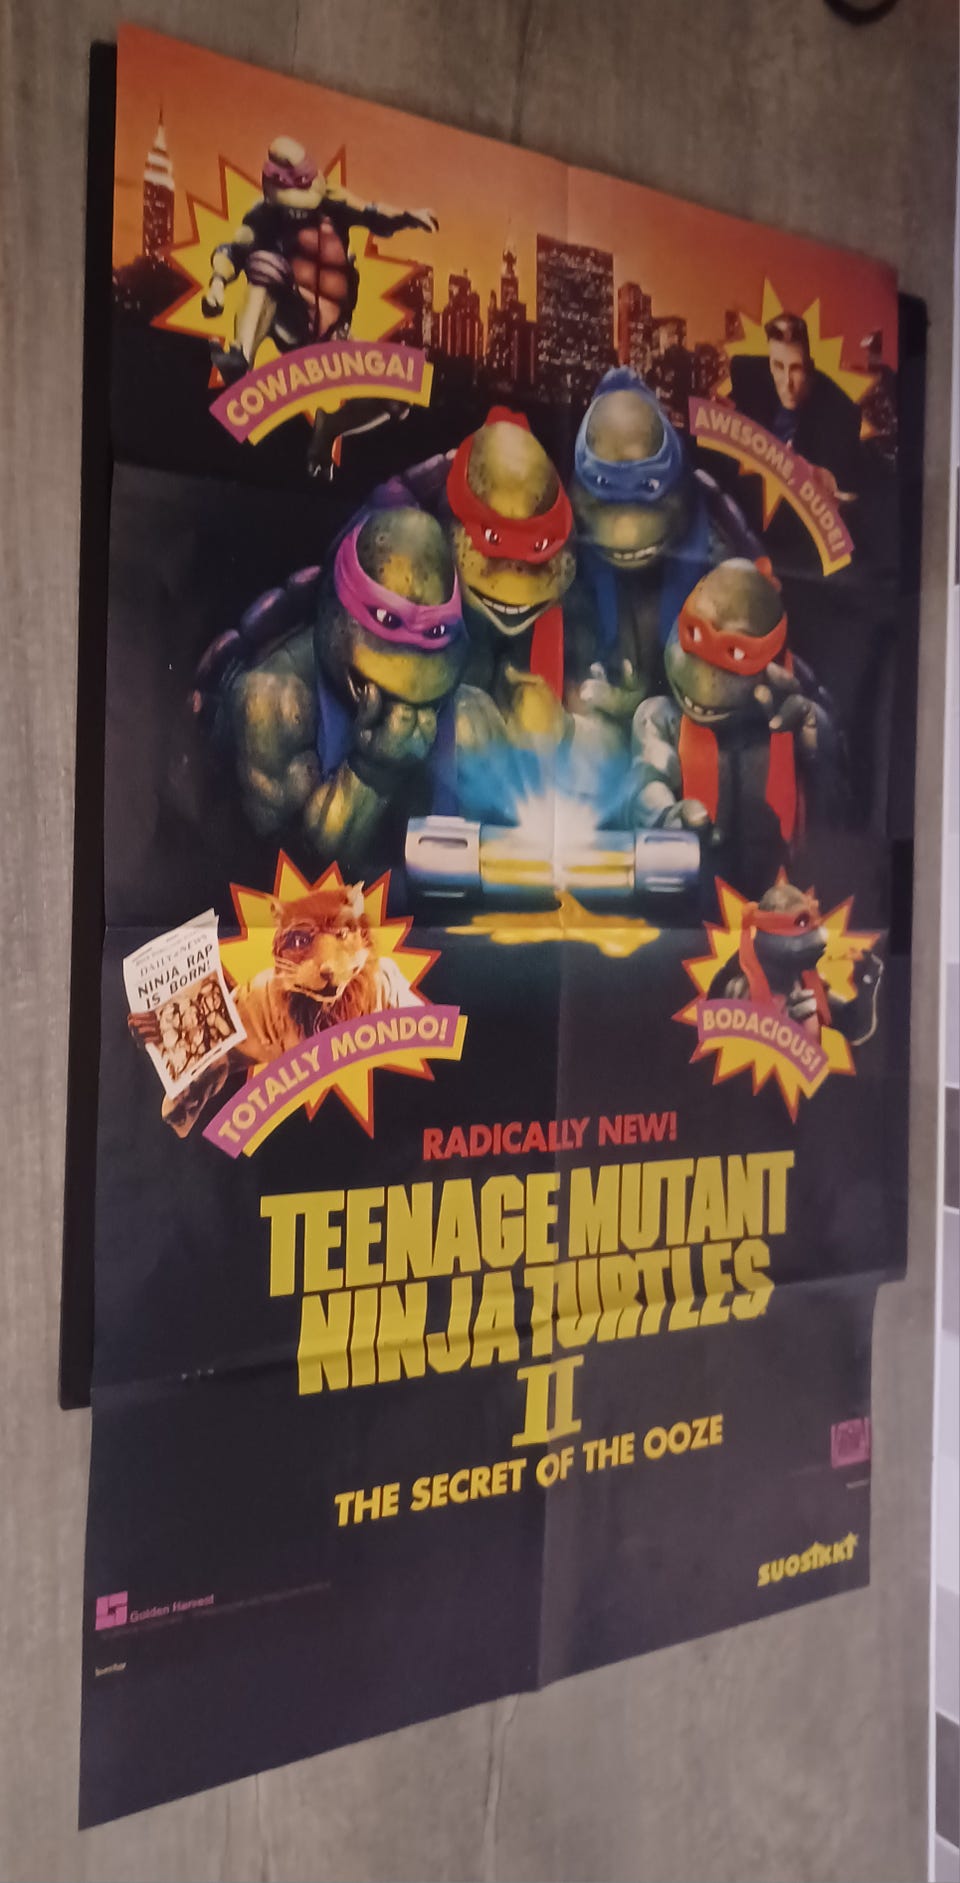 COWABUNGA!
AWESOME, DUDE!
DAILY NEWS
NINJA RAP
IS BORN!
TOTALLY MONDO!
BODACIOUS!
RADICALLY NEW!
TEENAGE MUTANT
NINJA TURTLES
II
THE SECRET OF THE OOZE
SUOSIKKI
Golden Harvest